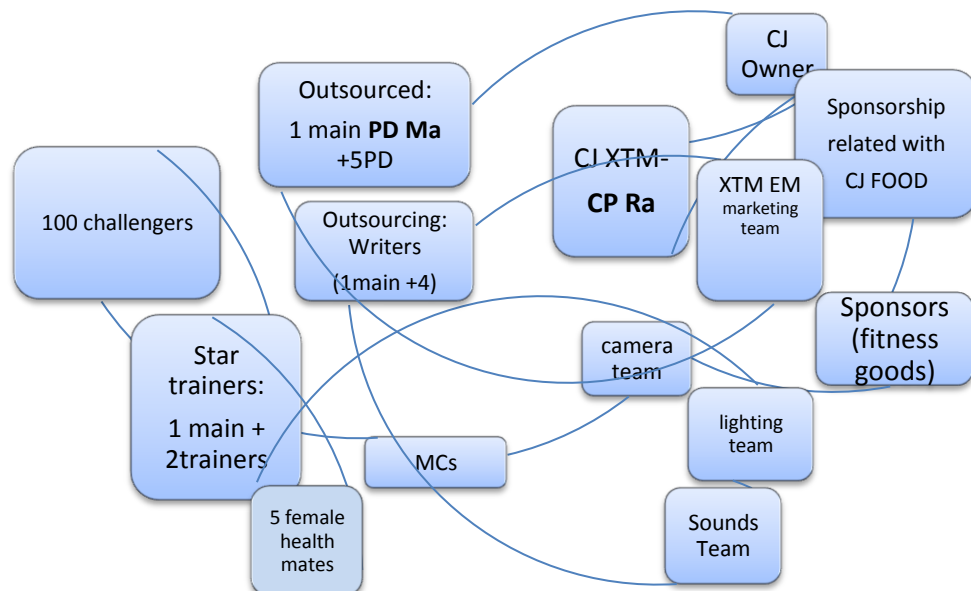 CJ
Owner
Outsourced:
1 main PD Ma
+5PD
Sponsorship
related with
CJ FOOD
CJ XTM-
CP Ra
XTM EM
marketing
team
100 challengers
Outsourcing:
Writers
(1main +4)
Sponsors
(fitness
goods)
Star
trainers:
1 main +
2trainers
camera
team
lighting
team
MCs
5 female
health
mates
Sounds
Team